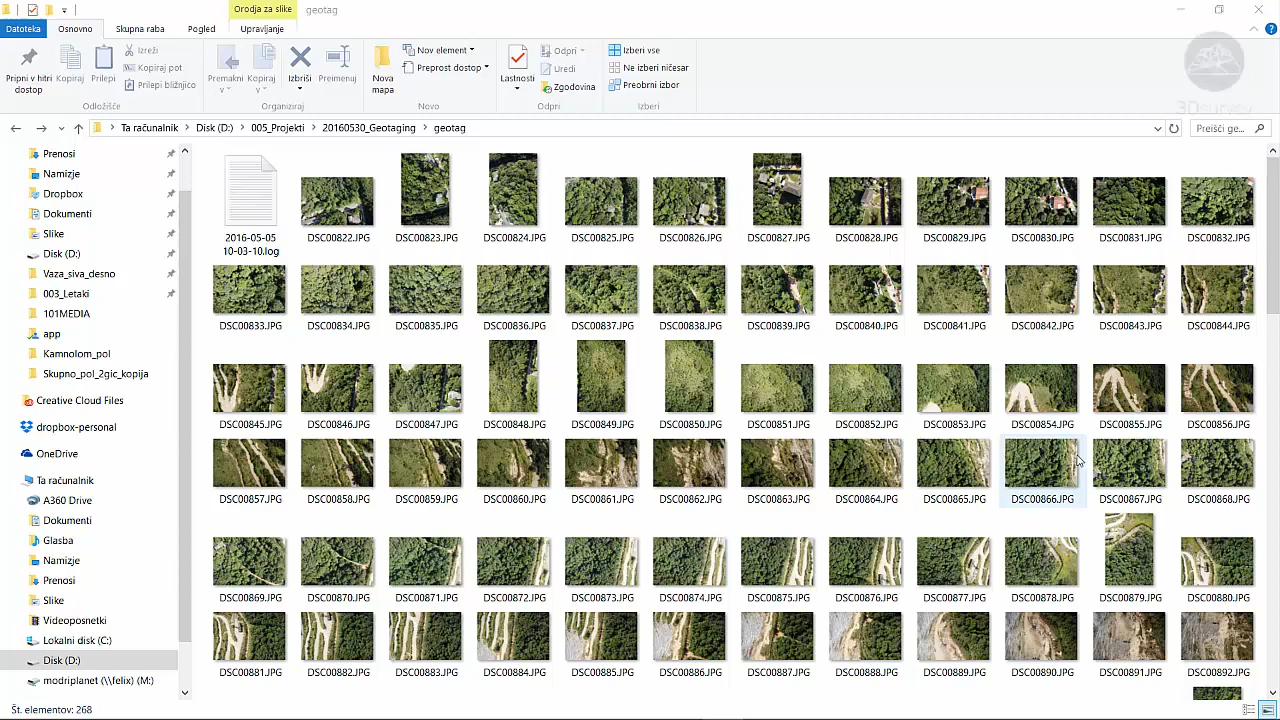 Orodja za slike
geotag
Datoteka
Osnovno
Skupna raba
Pogled
Upravljanje
Pripni v hitri dostop
Kopiraj
Prilepi
Izreži
Kopiraj pot
Prilepi bližnjico
Odložišče
Premakni v
Kopiraj v
Izbriši
Preimenuj
Organiziraj
Nova mapa
Nov element
Preprost dostop
Novo
Lastnosti
Odpri
Uredi
Zgodovina
Odpri
Izberi vse
Ne izberi ničesar
Preobrni izbor
Izberi
3Dsurvey
Ta računalnik > Disk (D:) > 005_Projekti > 20160530_Geotaging > geotag
Preišči ge...
Prenosi
Namizje
Dropbox
Dokumenti
Slike
Disk (D:)
Vaza_siva_desno
003_Letaki
101MEDIA
app
Kamnolom_pol
Skupno_pol_2gic_kopija
Creative Cloud Files
dropbox-personal
OneDrive
Ta računalnik
A360 Drive
Dokumenti
Glasba
Namizje
Prenosi
Slike
Videoposnetki
Lokalni disk (C:)
Disk (D:)
modriplanet (\\felix) (M:)
2016-05-05
10-03-10.log
DSC00822.JPG DSC00823.JPG DSC00824.JPG DSC00825.JPG DSC00826.JPG DSC00827.JPG DSC00828.JPG DSC00829.JPG DSC00830.JPG DSC00831.JPG DSC00832.JPG
DSC00833.JPG DSC00834.JPG DSC00835.JPG DSC00836.JPG DSC00837.JPG DSC00838.JPG DSC00839.JPG DSC00840.JPG DSC00841.JPG DSC00842.JPG DSC00843.JPG DSC00844.JPG
DSC00845.JPG DSC00846.JPG DSC00847.JPG DSC00848.JPG DSC00849.JPG DSC00850.JPG DSC00851.JPG DSC00852.JPG DSC00853.JPG DSC00854.JPG DSC00855.JPG DSC00856.JPG
DSC00857.JPG DSC00858.JPG DSC00859.JPG DSC00860.JPG DSC00861.JPG DSC00862.JPG DSC00863.JPG DSC00864.JPG DSC00865.JPG DSC00866.JPG DSC00867.JPG DSC00868.JPG
DSC00869.JPG DSC00870.JPG DSC00871.JPG DSC00872.JPG DSC00873.JPG DSC00874.JPG DSC00875.JPG DSC00876.JPG DSC00877.JPG DSC00878.JPG DSC00879.JPG DSC00880.JPG
DSC00881.JPG DSC00882.JPG DSC00883.JPG DSC00884.JPG DSC00885.JPG DSC00886.JPG DSC00887.JPG DSC00888.JPG DSC00889.JPG DSC00890.JPG DSC00891.JPG DSC00892.JPG
Št. elementov: 268